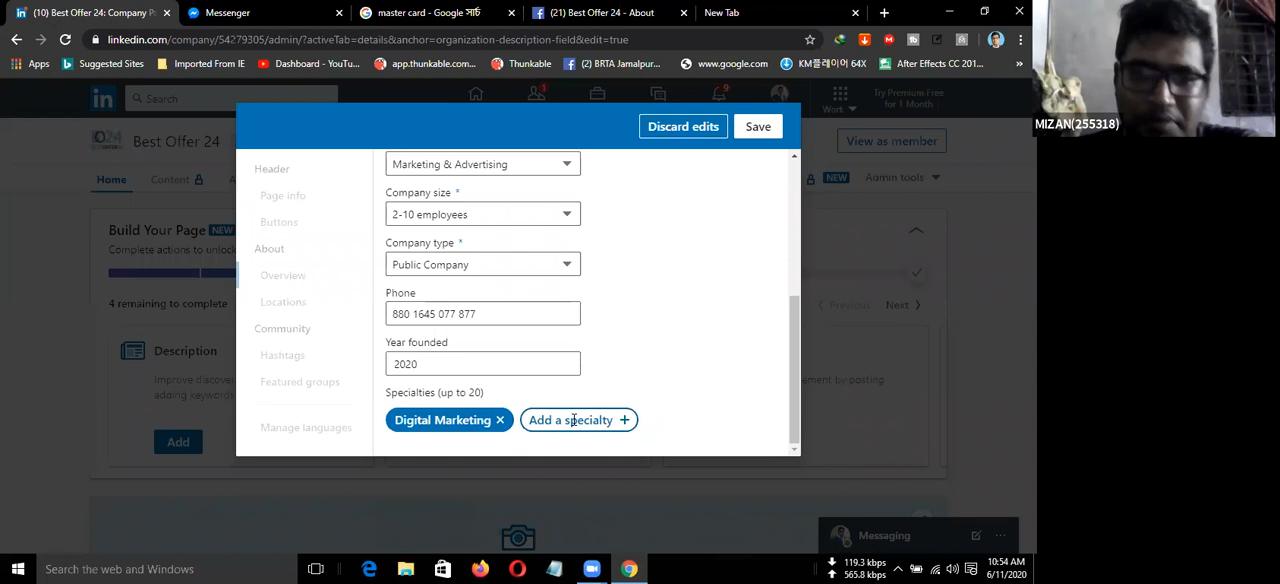 (10) Best Offer 24: Company P
Messenger
master card - Google সার্চ
(21) Best Offer 24 - About
New Tab
linkedin.com/company/54279305/admin/?activeTab=details&anchor=organization-description-field&edit=true
Apps
Suggested Sites
Imported From IE
Dashboard - YouTu...
app.thunkable.com...
Thunkable
(2) BRTA Jamalpur...
www.google.com
KM플레이어 64X
After Effects CC 201...
»
MIZAN(255318)
in
Search
1
9
Work
Try Premium Free
for 1 Month
Discard edits
Save
Best Offer 24
View as member
Home
Content
NEW
Admin tools
Header
Page info
Buttons
About
Overview
Locations
Community
Hashtags
Featured groups
Manage languages
Marketing & Advertising
Company size *
2-10 employees
Company type *
Public Company
Phone
880 1645 077 877
Year founded
2020
Specialties (up to 20)
Digital Marketing ×
Add a specialty +
Build Your Page NEW
Complete actions to unlock
4 remaining to complete
Previous
Next
Description
Improve discove
adding keywords
ement by posting
Add
Messaging
Search the web and Windows
119.3 kbps
565.8 kbps
10:54 AM
6/11/2020